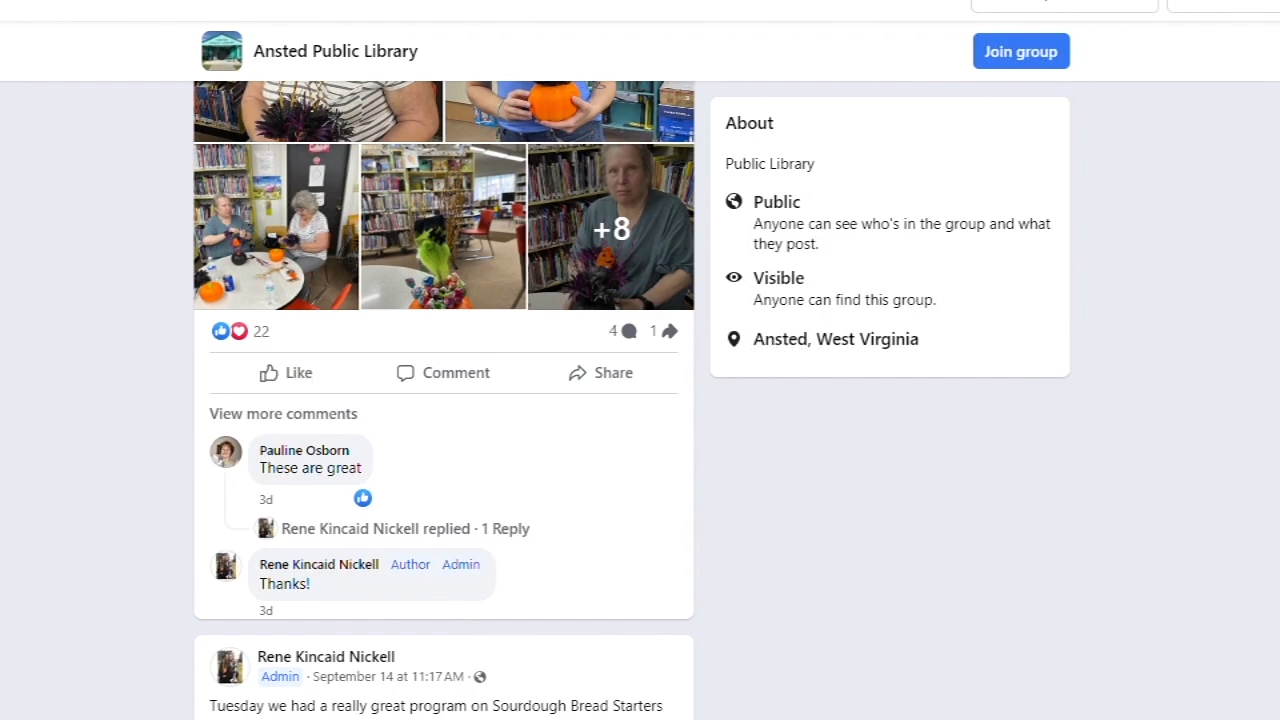 Ansted Public Library
Join group
+8
22
4
1
Like
Comment
Share
View more comments
Pauline Osborn
These are great
3d
Rene Kincaid Nickell replied · 1 Reply
Rene Kincaid Nickell Author Admin
Thanks!
3d
Rene Kincaid Nickell
Admin · September 14 at 11:17 AM ·
Tuesday we had a really great program on Sourdough Bread Starters
About
Public Library
Public
Anyone can see who's in the group and what
they post.
Visible
Anyone can find this group.
Ansted, West Virginia